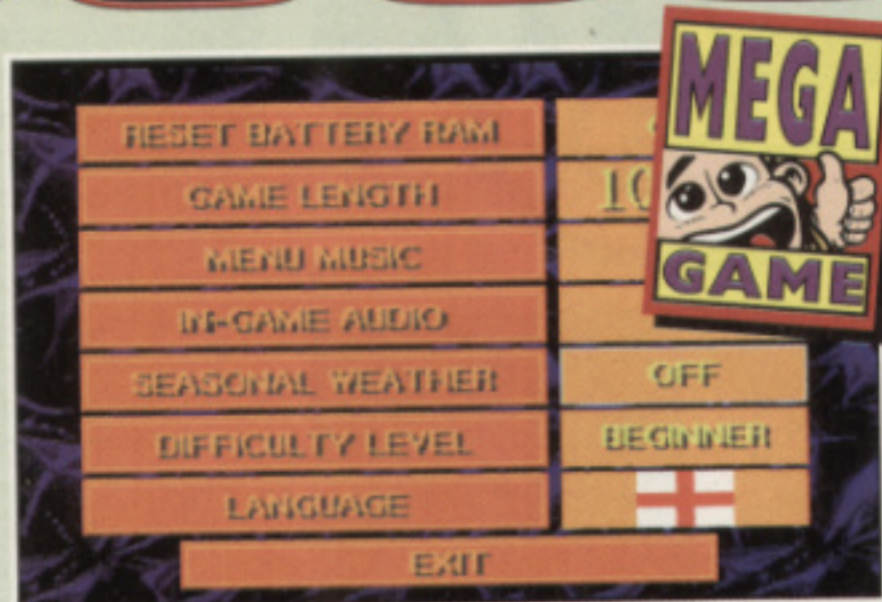 RESET BATTERY RAM
GAME LENGTH 10
MENU MUSIC
IN-GAME AUDIO
SEASONAL WEATHER OFF
DIFFICULTY LEVEL BEGINNER
LANGUAGE
EXIT
MEGA
GAME